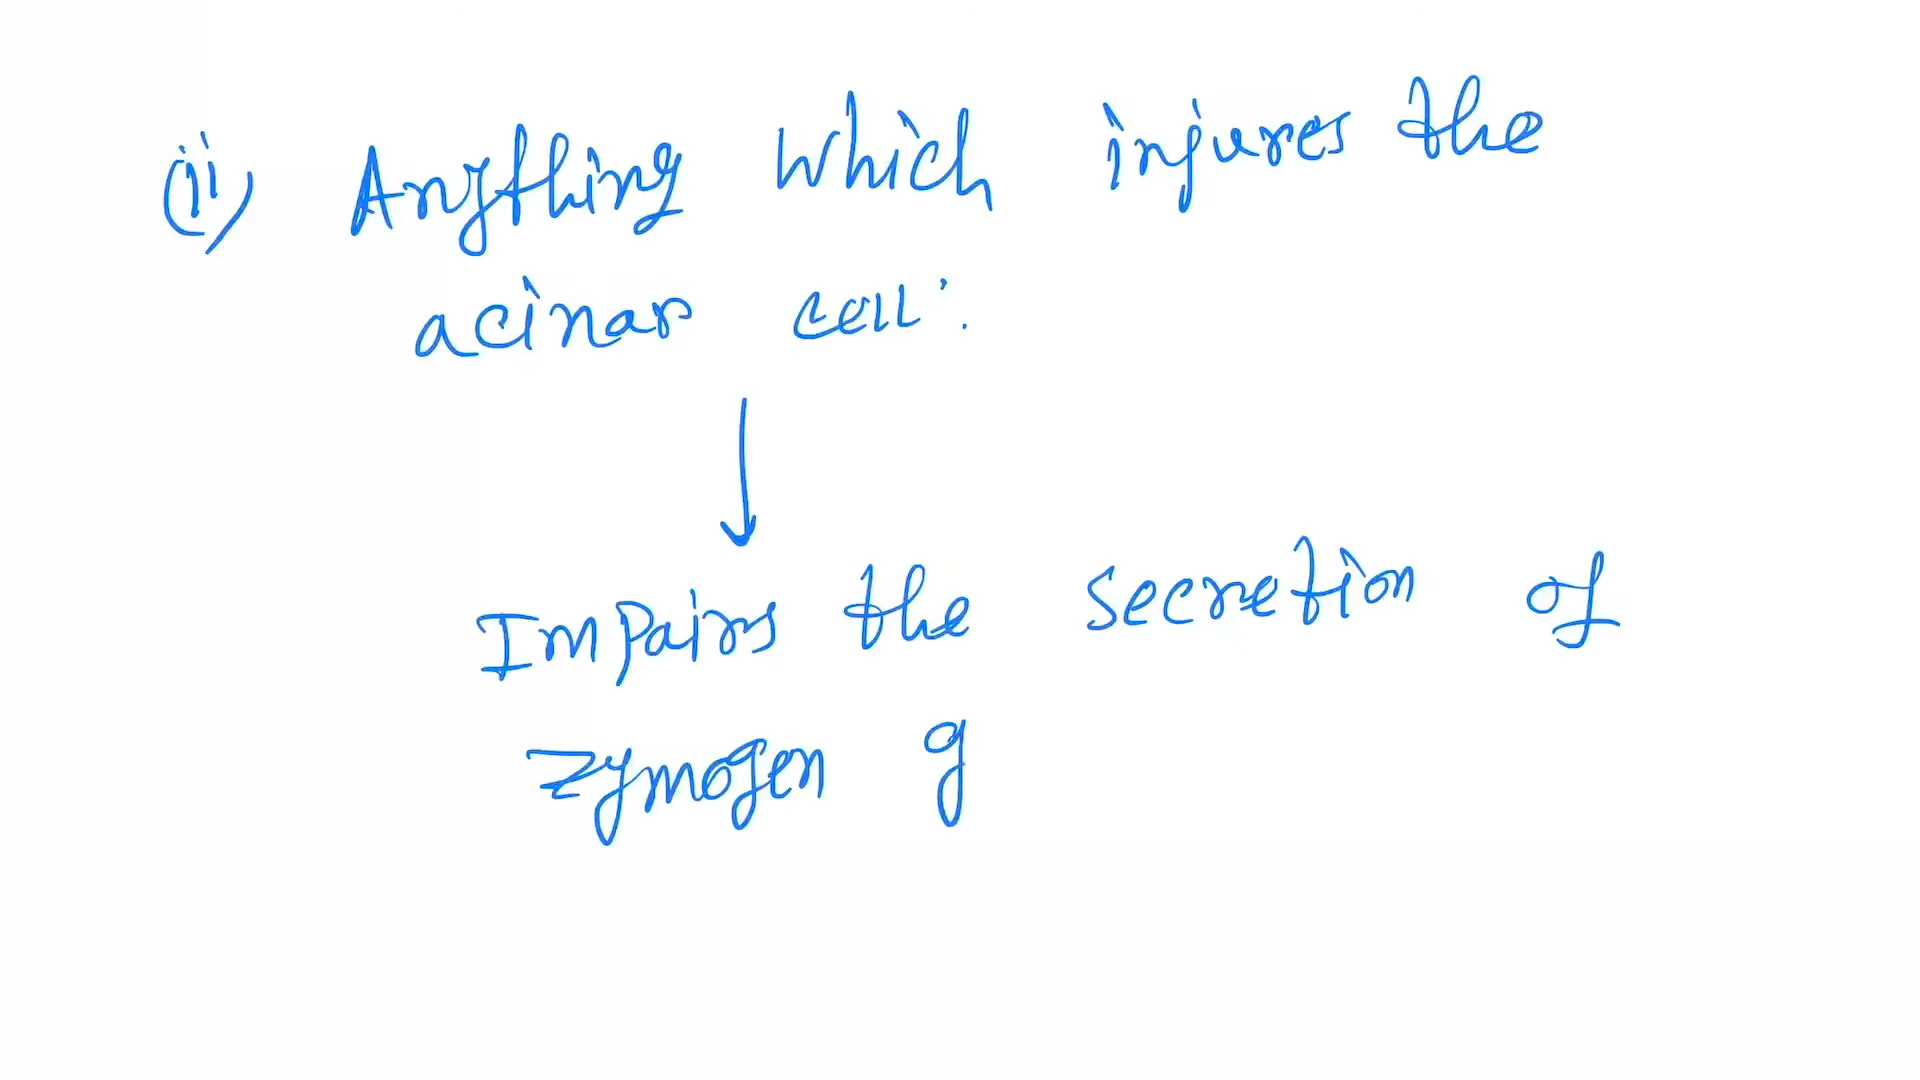 (ii) Anything which injures the
acinar cell:
↓
Impairs the secretion of
zymogen g